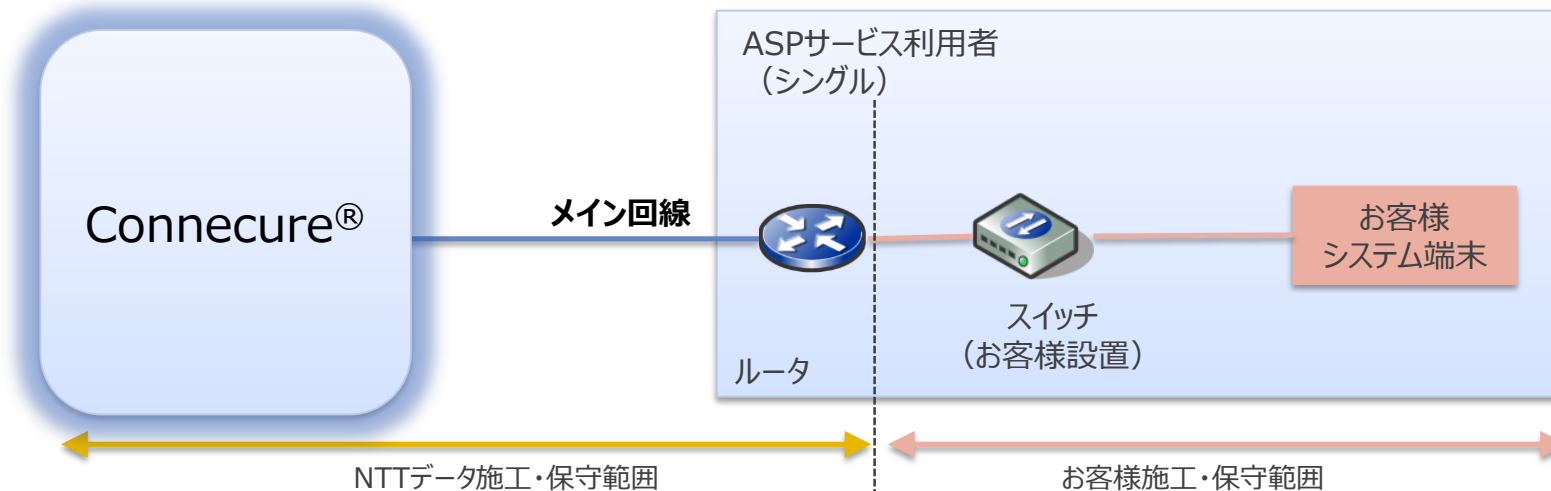 ASPサービス利用者
（シングル）
Connecure®
メイン回線
お客様
システム端末
スイッチ
（お客様設置）
ルータ
NTTデータ施工・保守範囲
お客様施工・保守範囲